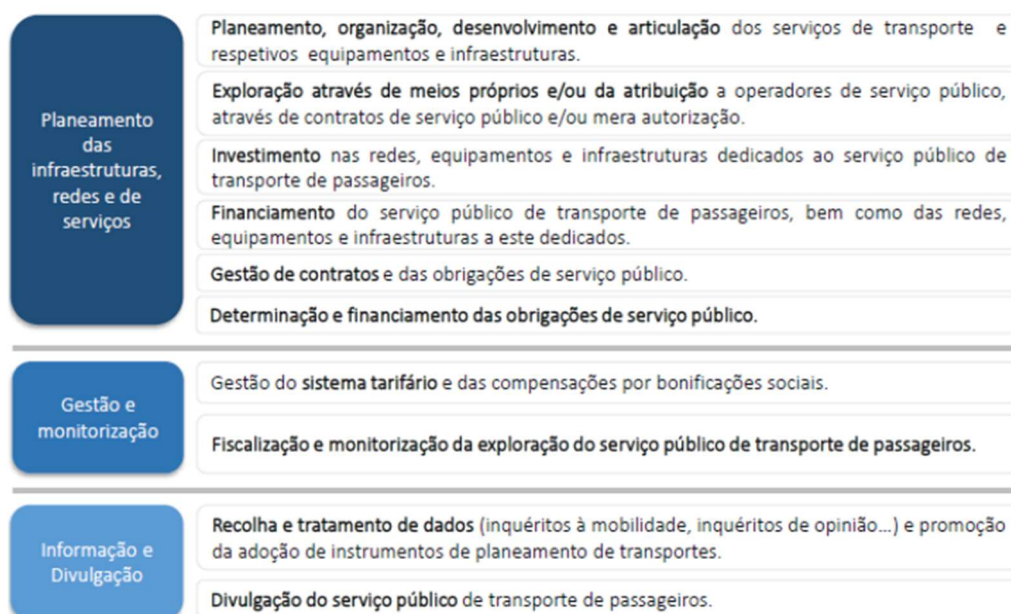 Planeamento
das
infraestruturas,
redes e de
serviços
Planeamento, organização, desenvolvimento e articulação dos serviços de transporte e
respetivos equipamentos e infraestruturas.
Exploração através de meios próprios e/ou da atribuição a operadores de serviço público,
através de contratos de serviço público e/ou mera autorização.
Investimento nas redes, equipamentos e infraestruturas dedicados ao serviço público de
transporte de passageiros.
Financiamento do serviço público de transporte de passageiros, bem como das redes,
equipamentos e infraestruturas a este dedicados.
Gestão de contratos e das obrigações de serviço público.
Determinação e financiamento das obrigações de serviço público.
Gestão e
monitorização
Gestão do sistema tarifário e das compensações por bonificações sociais.
Fiscalização e monitorização da exploração do serviço público de transporte de passageiros.
Informação e
Divulgação
Recolha e tratamento de dados (inquéritos à mobilidade, inquéritos de opinião...) e promoção
da adoção de instrumentos de planeamento de transportes.
Divulgação do serviço público de transporte de passageiros.